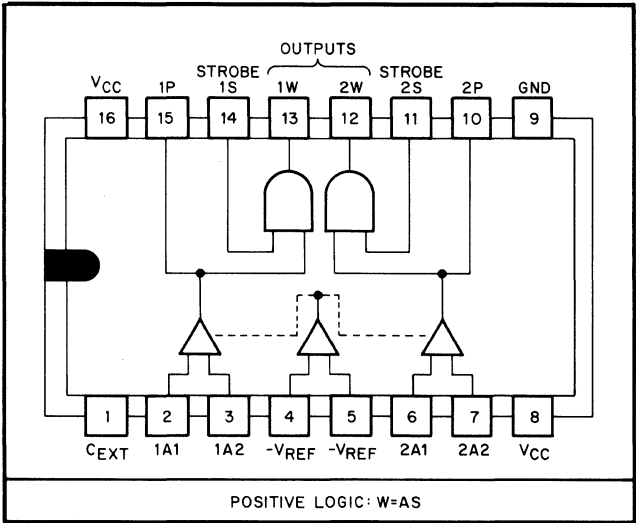 OUTPUTS
STROBE STROBE
VCC 1P 1S 1W 2W 2S 2P GND
16 15 14 13 12 11 10 9
1 2 3 4 5 6 7 8
CEXT 1A1 1A2 -VREF -VREF 2A1 2A2 VCC
POSITIVE LOGIC: W=AS